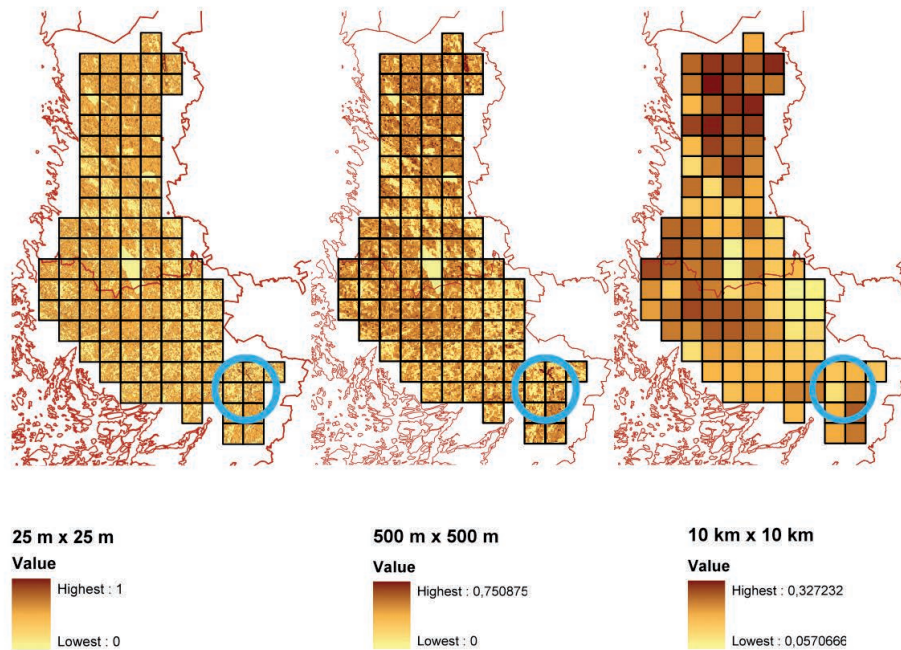 25 m x 25 m
Value
Highest : 1
Lowest : 0
500 m x 500 m
Value
Highest : 0,750875
Lowest : 0
10 km x 10 km
Value
Highest : 0,327232
Lowest : 0,0570666